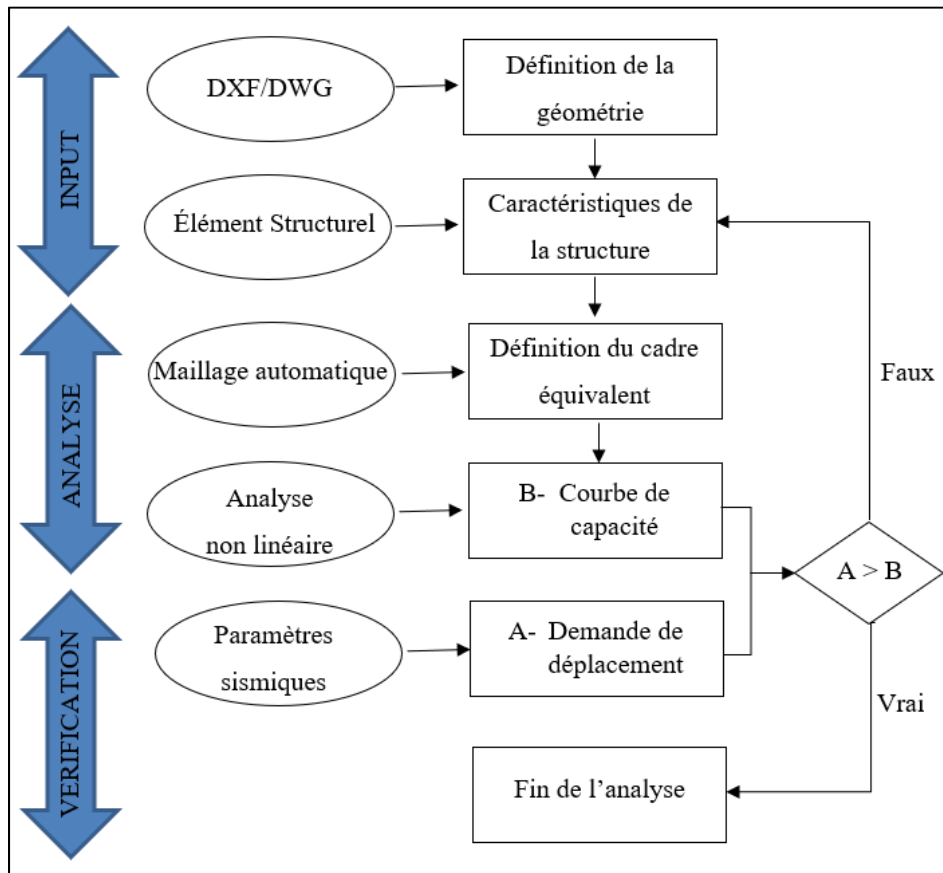 INPUT
DXF/DWG
Définition de la
géométrie
Élément Structurel
Caractéristiques de
la structure
ANALYSE
Maillage automatique
Définition du cadre
équivalent
Faux
Analyse
non linéaire
B- Courbe de
capacité
A > B
VERIFICATION
Paramètres
sismiques
A- Demande de
déplacement
Vrai
Fin de l’analyse